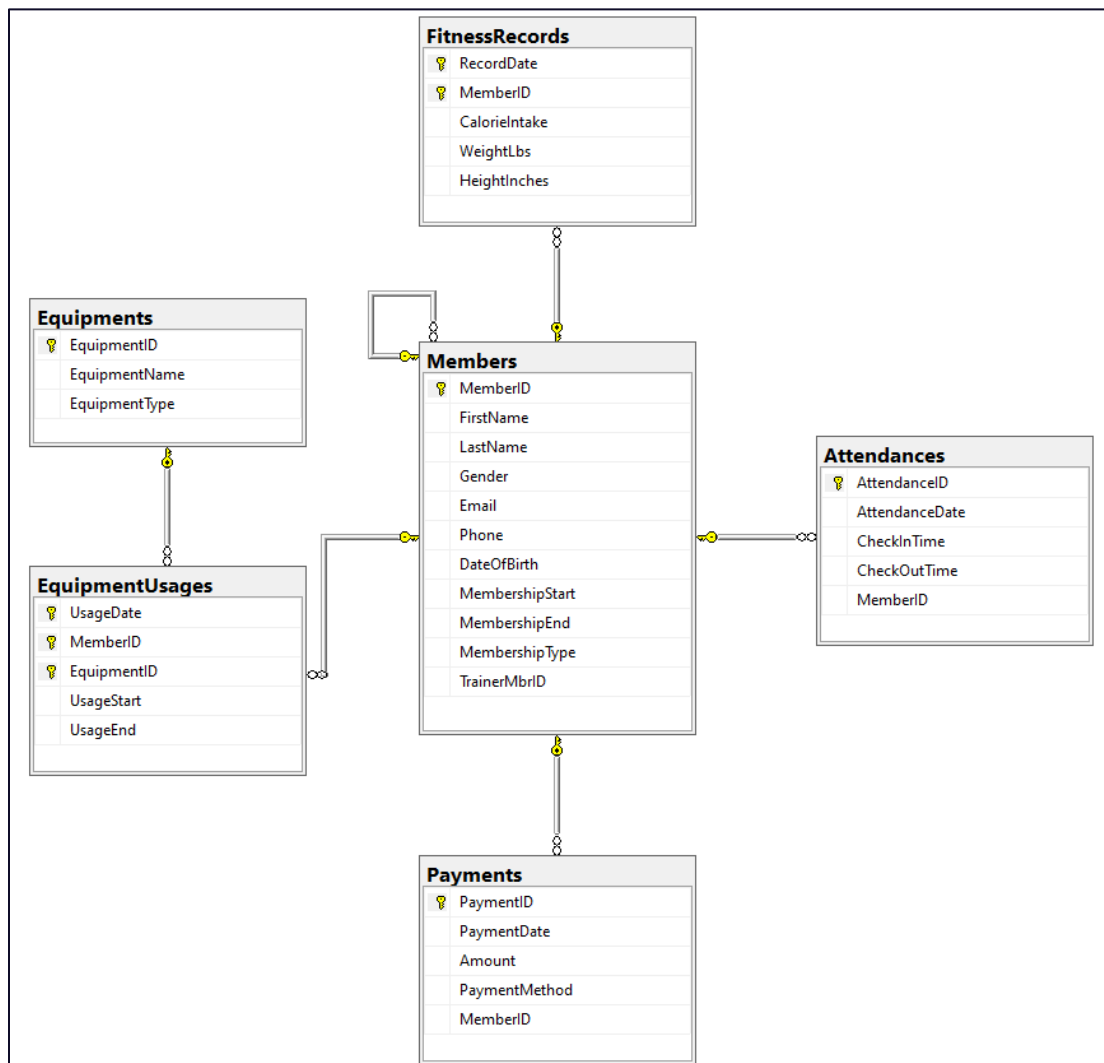 FitnessRecords
RecordDate
MemberID
CalorieIntake
WeightLbs
HeightInches
Equipments
EquipmentID
EquipmentName
EquipmentType
Members
MemberID
FirstName
LastName
Gender
Email
Phone
DateOfBirth
MembershipStart
MembershipEnd
MembershipType
TrainerMbrID
Attendances
AttendanceID
AttendanceDate
CheckInTime
CheckOutTime
MemberID
EquipmentUsages
UsageDate
MemberID
EquipmentID
UsageStart
UsageEnd
Payments
PaymentID
PaymentDate
Amount
PaymentMethod
MemberID